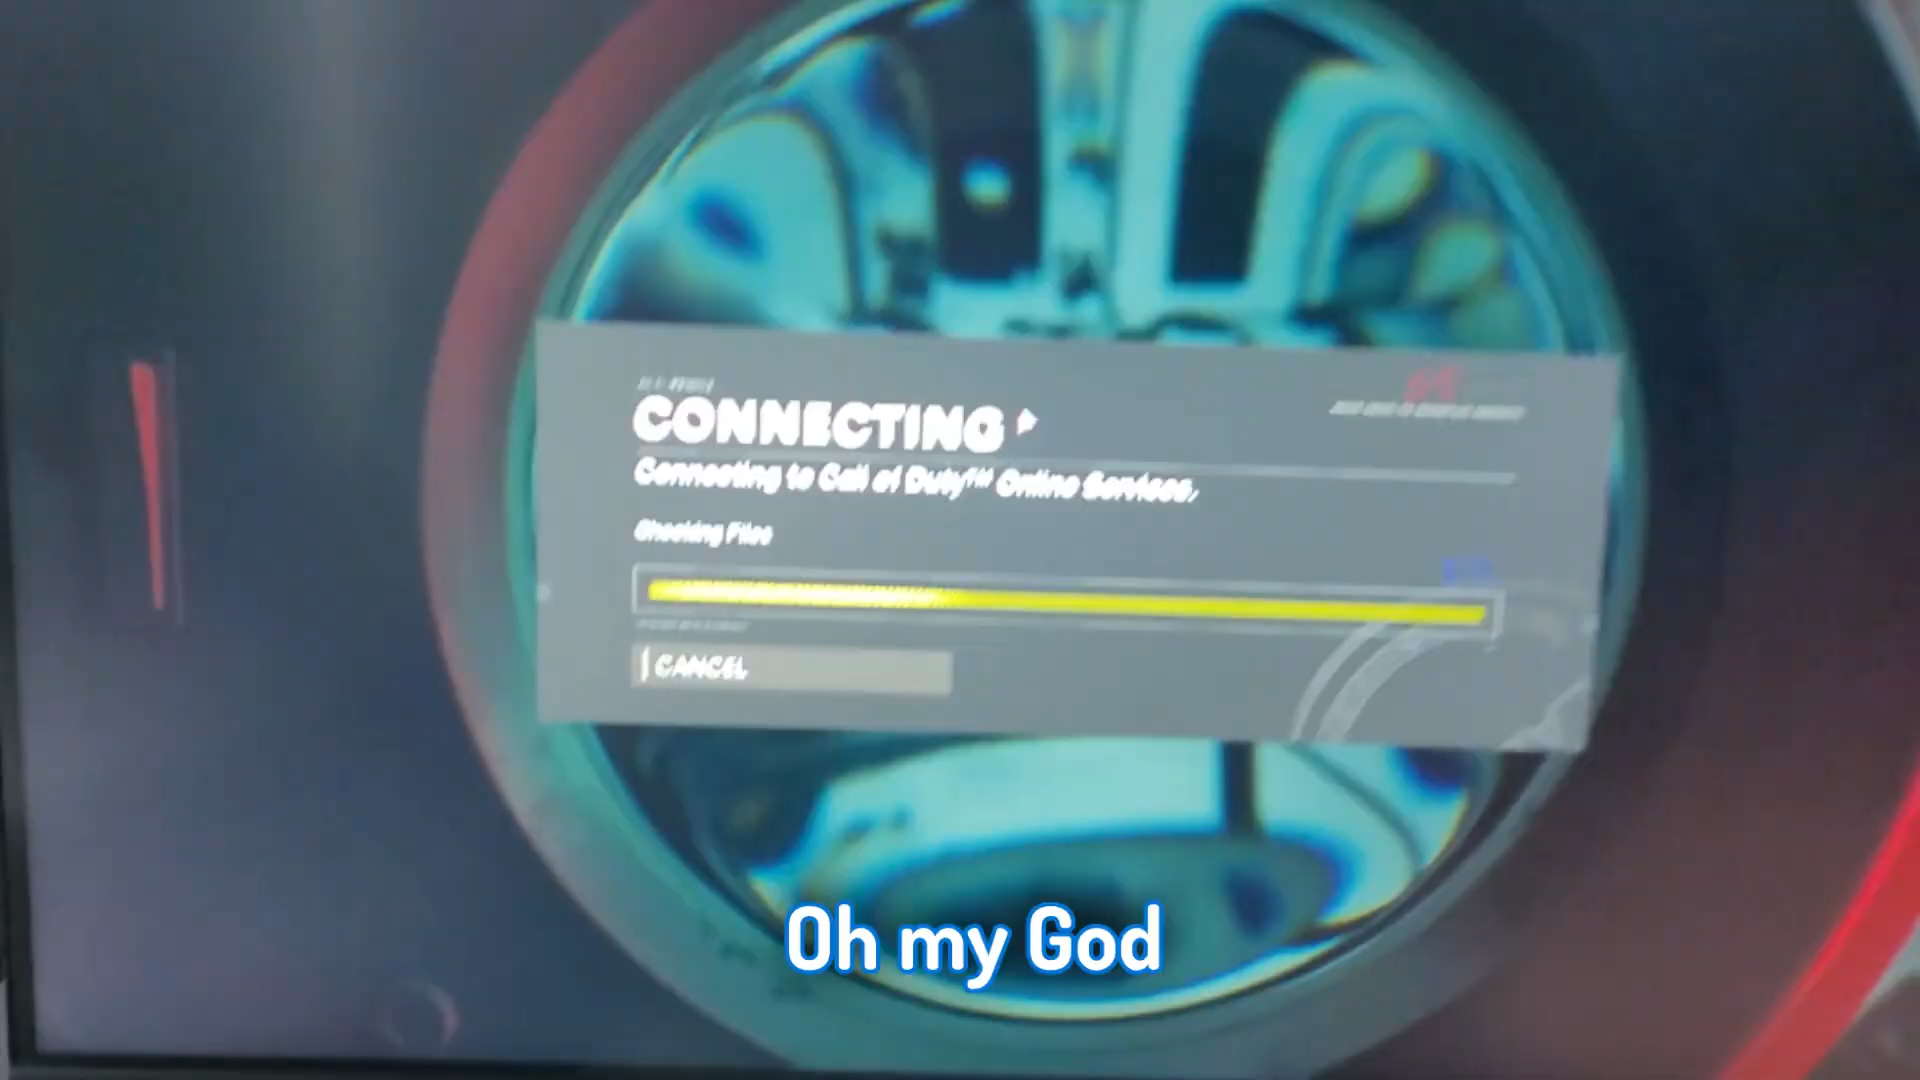 CONNECTING
Connecting to Call of Duty™ Online Services.
Checking Files
CANCEL
Oh my God